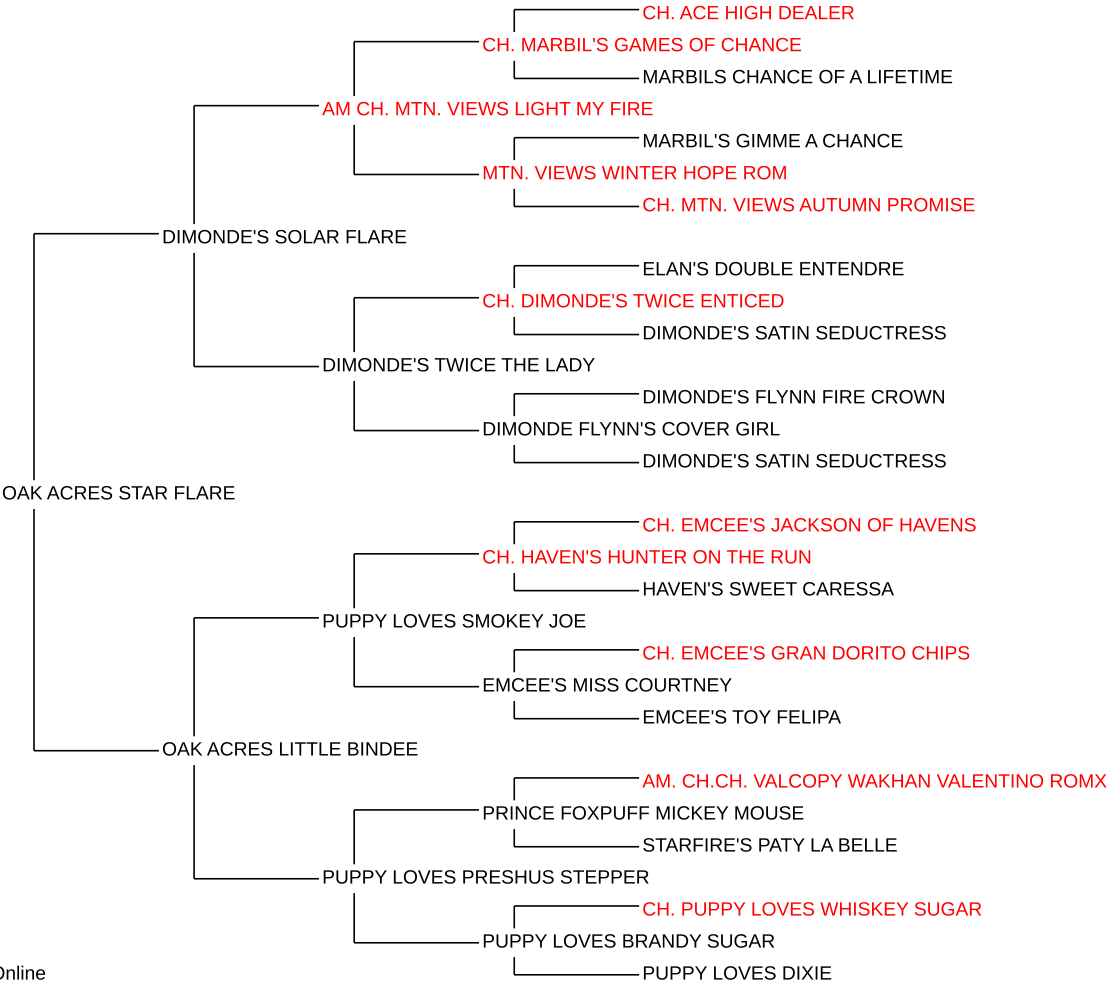 CH. ACE HIGH DEALER
CH. MARBIL'S GAMES OF CHANCE
MARBILS CHANCE OF A LIFETIME
AM CH. MTN. VIEWS LIGHT MY FIRE
MARBIL'S GIMME A CHANCE
MTN. VIEWS WINTER HOPE ROM
CH. MTN. VIEWS AUTUMN PROMISE
DIMONDE'S SOLAR FLARE
ELAN'S DOUBLE ENTENDRE
CH. DIMONDE'S TWICE ENTICED
DIMONDE'S SATIN SEDUCTRESS
DIMONDE'S TWICE THE LADY
DIMONDE'S FLYNN FIRE CROWN
DIMONDE FLYNN'S COVER GIRL
DIMONDE'S SATIN SEDUCTRESS
OAK ACRES STAR FLARE
CH. EMCEE'S JACKSON OF HAVENS
CH. HAVEN'S HUNTER ON THE RUN
HAVEN'S SWEET CARESSA
PUPPY LOVES SMOKEY JOE
CH. EMCEE'S GRAN DORITO CHIPS
EMCEE'S MISS COURTNEY
EMCEE'S TOY FELIPA
OAK ACRES LITTLE BINDEE
AM. CH.CH. VALCOPY WAKHAN VALENTINO ROMX
PRINCE FOXPUFF MICKEY MOUSE
STARFIRE'S PATY LA BELLE
PUPPY LOVES PRESHUS STEPPER
CH. PUPPY LOVES WHISKEY SUGAR
PUPPY LOVES BRANDY SUGAR
PUPPY LOVES DIXIE
Online